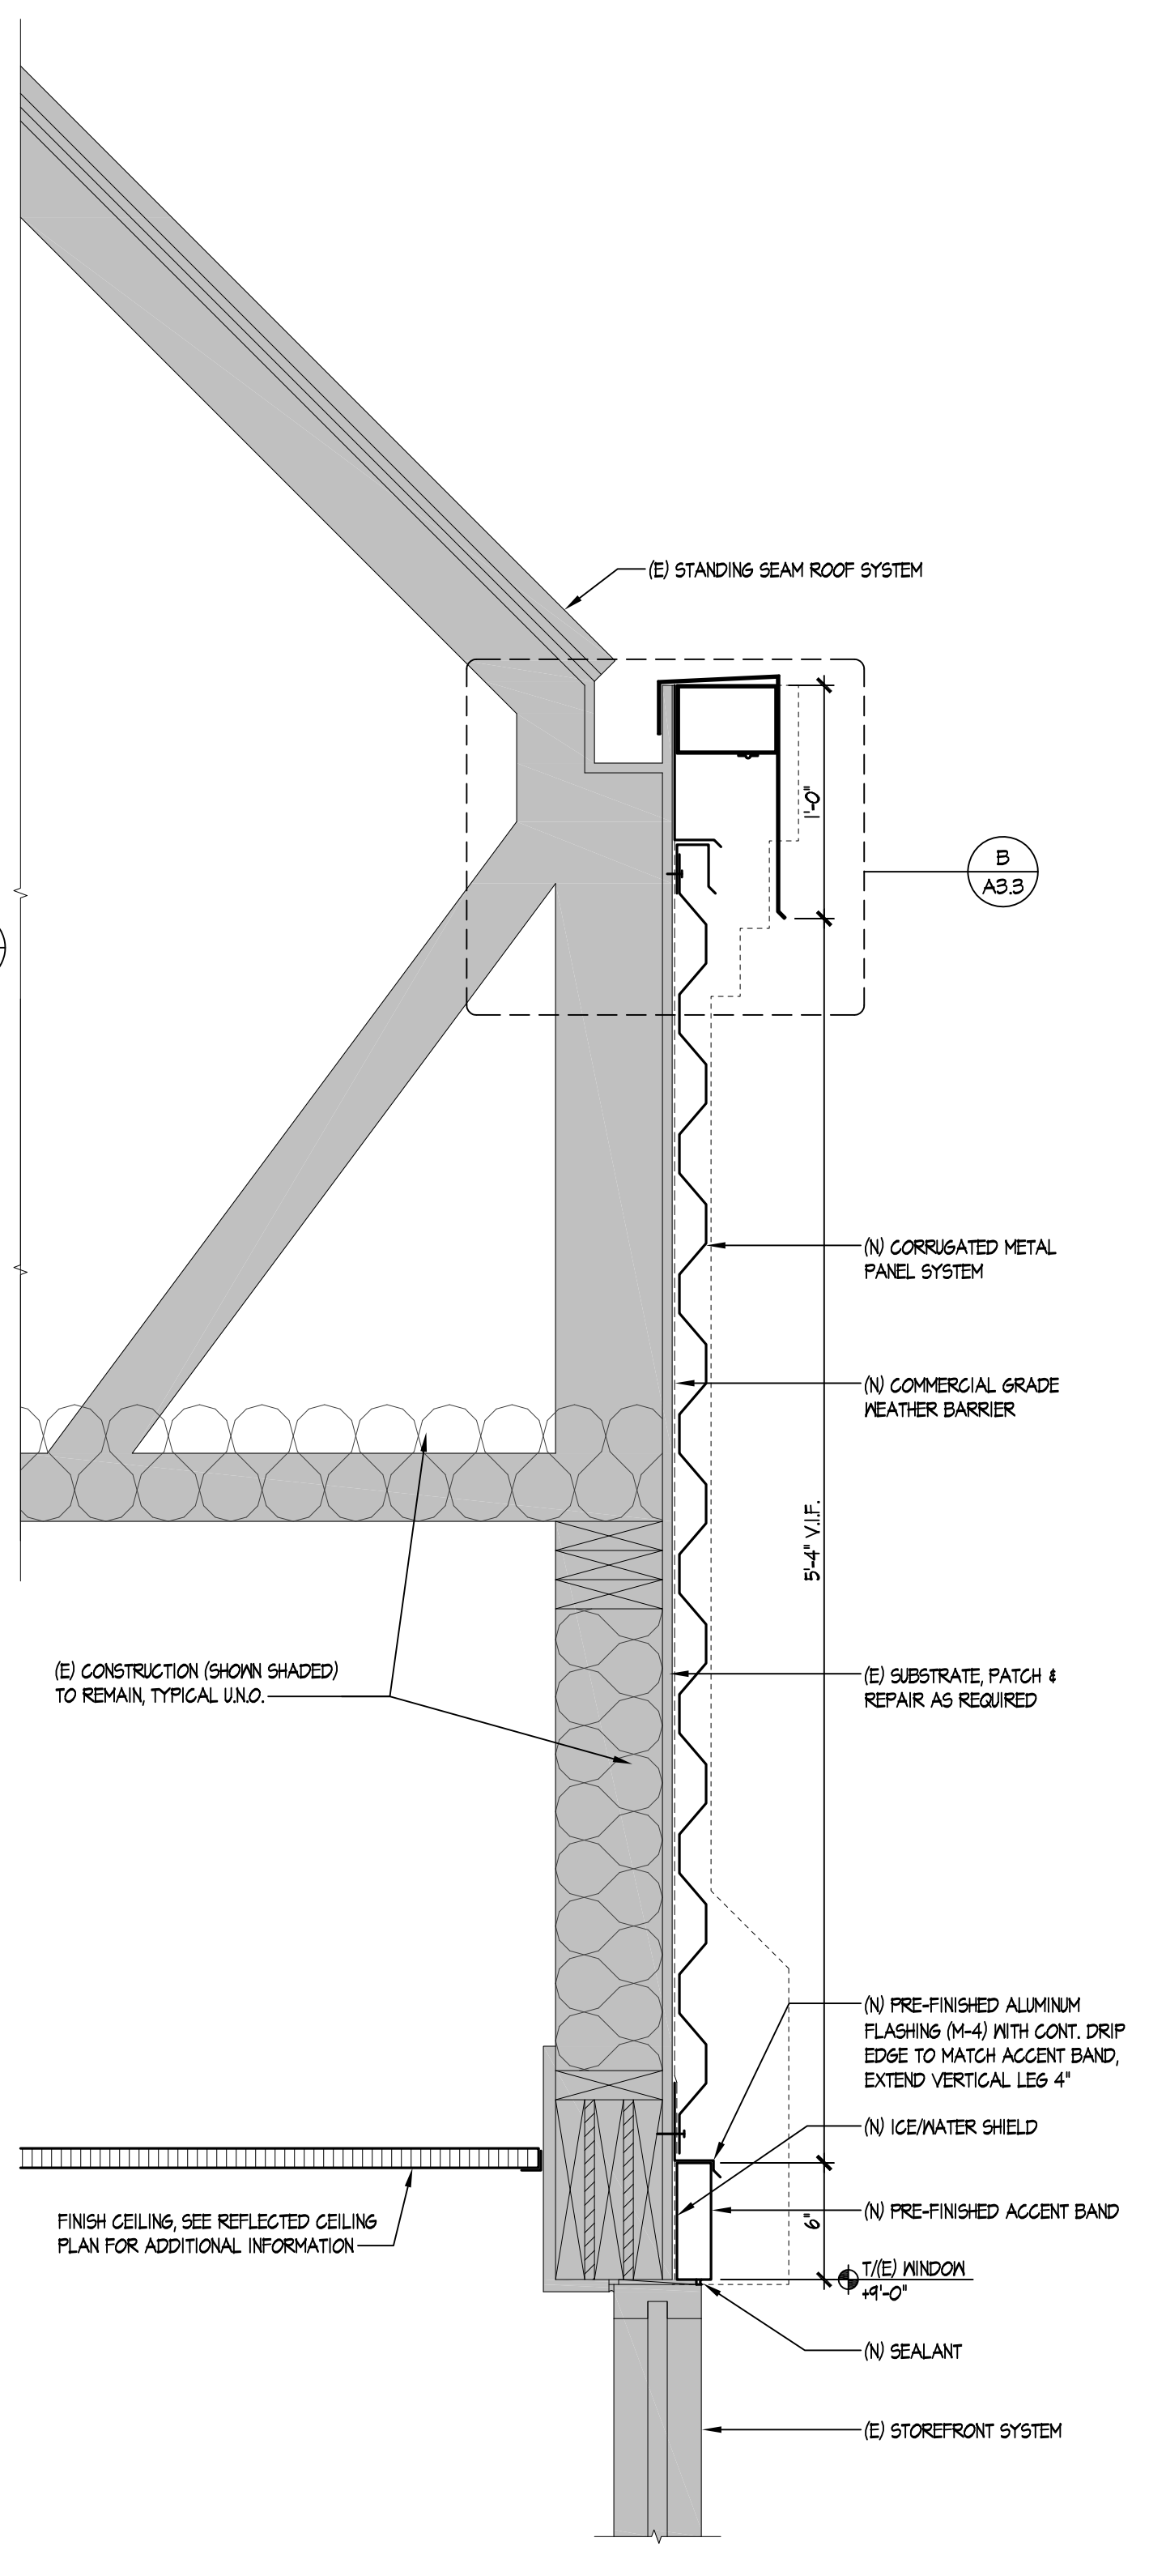 (E) STANDING SEAM ROOF SYSTEM
1'-0"
B
A3.3
(N) CORRUGATED METAL
PANEL SYSTEM
(N) COMMERCIAL GRADE
WEATHER BARRIER
5'-4" V.I.F.
(E) CONSTRUCTION (SHOWN SHADED)
TO REMAIN, TYPICAL U.N.O.
(E) SUBSTRATE, PATCH &
REPAIR AS REQUIRED
(N) PRE-FINISHED ALUMINUM
FLASHING (M-4) WITH CONT. DRIP
EDGE TO MATCH ACCENT BAND,
EXTEND VERTICAL LEG 4"
(N) ICE/WATER SHIELD
(N) PRE-FINISHED ACCENT BAND
6"
FINISH CEILING, SEE REFLECTED CEILING
PLAN FOR ADDITIONAL INFORMATION
T/(E) WINDOW
+9'-0"
(N) SEALANT
(E) STOREFRONT SYSTEM